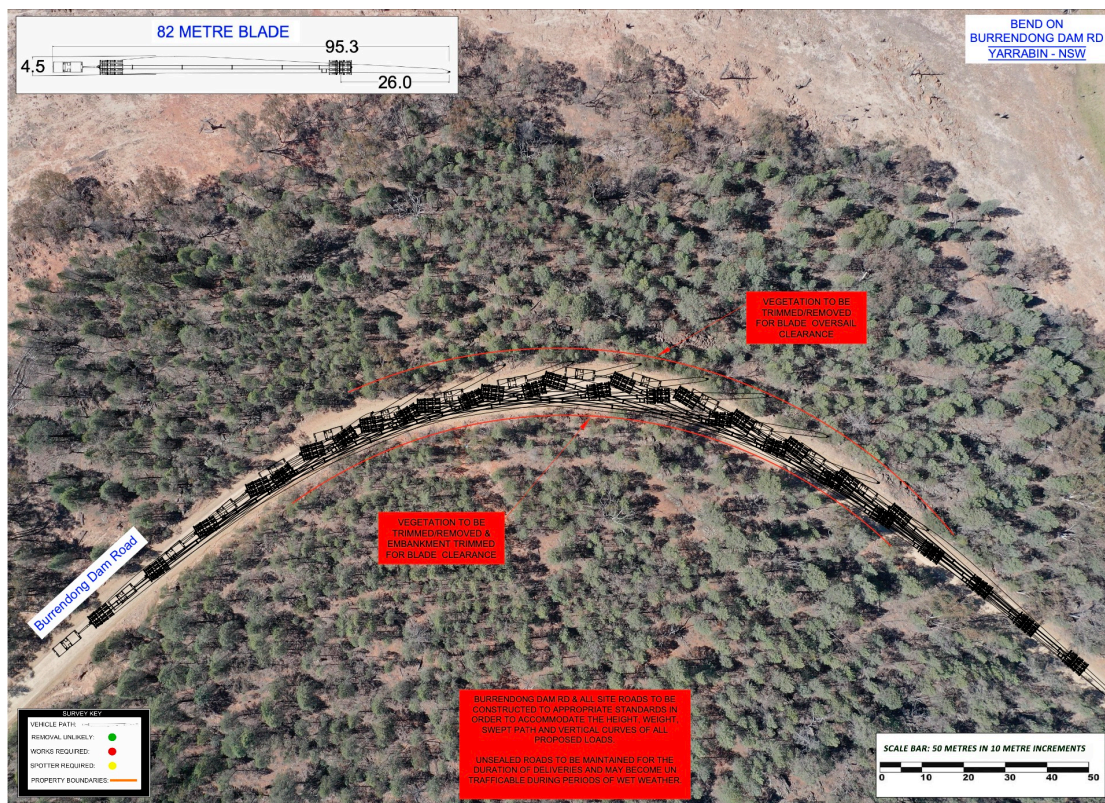 82 METRE BLADE
95.3
4.5
26.0
BEND ON
BURRENDONG DAM RD
YARRABIN - NSW
VEGETATION TO BE
TRIMMED/REMOVED
FOR BLADE OVERSAIL
CLEARANCE
VEGETATION TO BE
TRIMMED/REMOVED &
EMBANKMENT TRIMMED
FOR BLADE CLEARANCE
Burrendong Dam Road
BURRENDONG DAM RD & ALL SITE ROADS TO BE
CONSTRUCTED TO APPROPRIATE STANDARDS IN
ORDER TO ACCOMMODATE THE HEIGHT, WEIGHT,
SWEPT PATH AND VERTICAL CURVES OF ALL
PROPOSED LOADS.
UNSEALED ROADS TO BE MAINTAINED FOR THE
DURATION OF DELIVERIES AND MAY BECOME UN
TRAFFICABLE DURING PERIODS OF WET WEATHER
SURVEY KEY
VEHICLE PATH:
REMOVAL UNLIKELY:
WORKS REQUIRED:
SPOTTER REQUIRED:
PROPERTY BOUNDARIES:
SCALE BAR: 50 METRES IN 10 METRE INCREMENTS
0 10 20 30 40 50